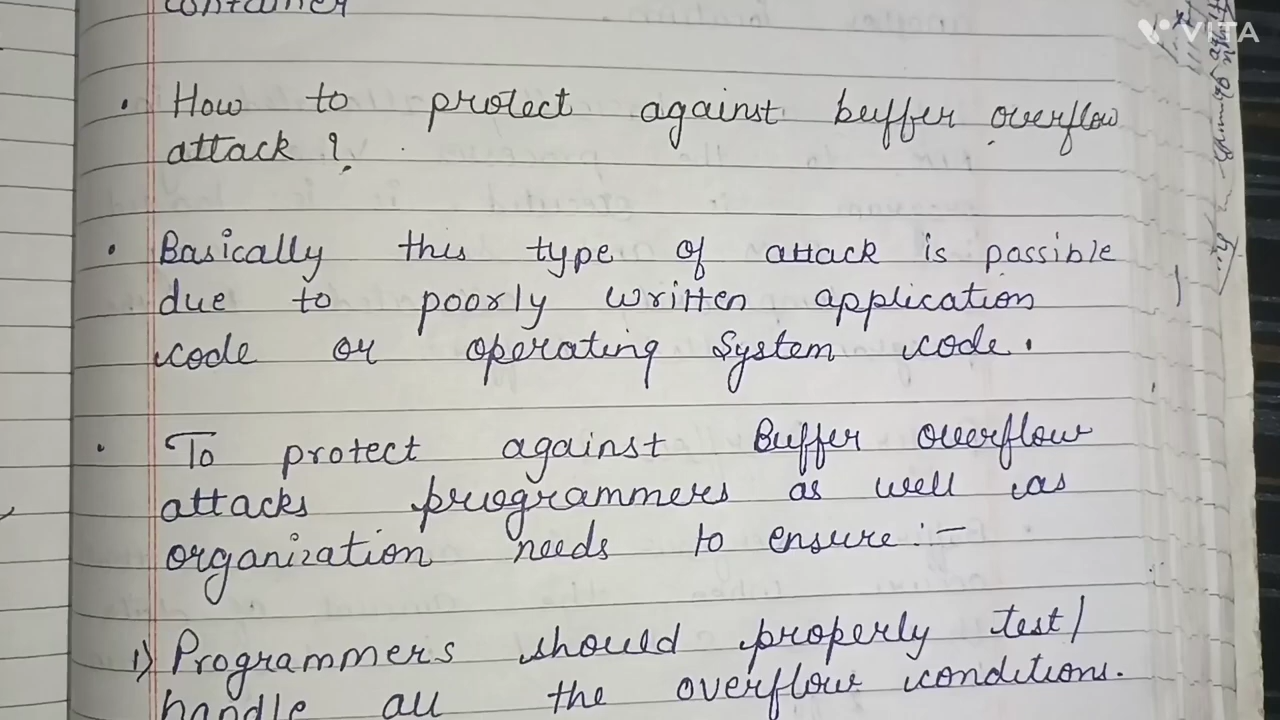 container
• How to protect against buffer overflow
attack ?
• Basically this type of attack is possible
due to poorly written application
code or operating system code.
• To protect against Buffer overflow
attacks programmers as well as
organization needs to ensure :-
1) Programmers should properly test/
handle all the overflow conditions.
VITA